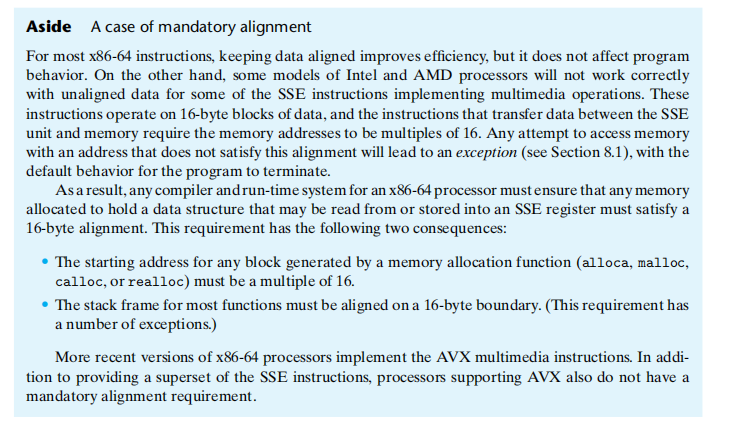 Aside A case of mandatory alignment
For most x86-64 instructions, keeping data aligned improves efficiency, but it does not affect program
behavior. On the other hand, some models of Intel and AMD processors will not work correctly
with unaligned data for some of the SSE instructions implementing multimedia operations. These
instructions operate on 16-byte blocks of data, and the instructions that transfer data between the SSE
unit and memory require the memory addresses to be multiples of 16. Any attempt to access memory
with an address that does not satisfy this alignment will lead to an exception (see Section 8.1), with the
default behavior for the program to terminate.
As a result, any compiler and run-time system for an x86-64 processor must ensure that any memory
allocated to hold a data structure that may be read from or stored into an SSE register must satisfy a
16-byte alignment. This requirement has the following two consequences:
• The starting address for any block generated by a memory allocation function (alloca, malloc,
calloc, or realloc) must be a multiple of 16.
• The stack frame for most functions must be aligned on a 16-byte boundary. (This requirement has
a number of exceptions.)
More recent versions of x86-64 processors implement the AVX multimedia instructions. In addi-
tion to providing a superset of the SSE instructions, processors supporting AVX also do not have a
mandatory alignment requirement.